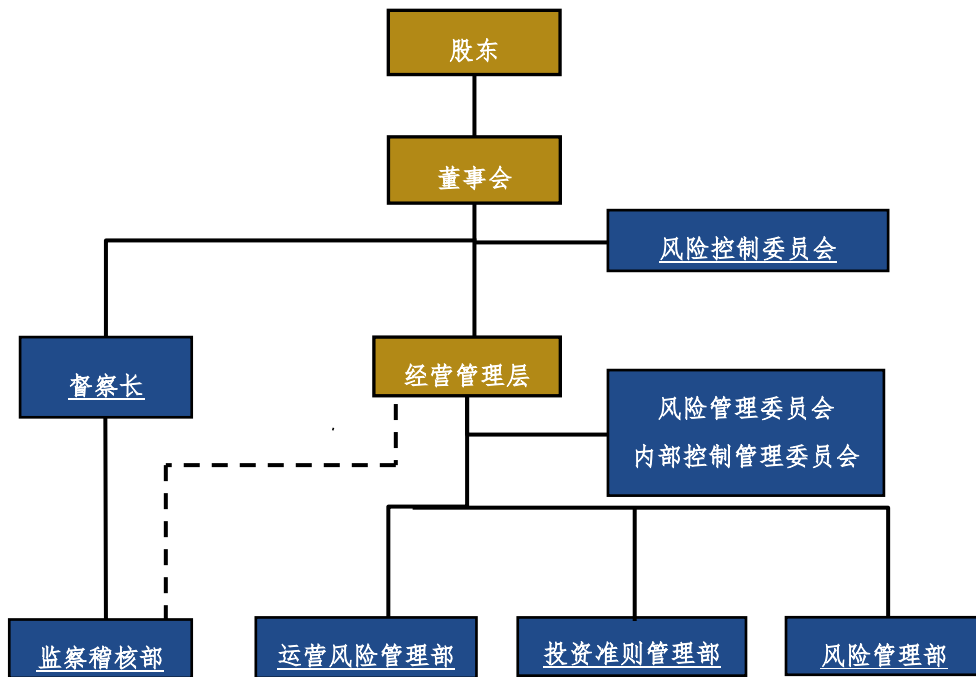 股东
董事会
风险控制委员会
督察长
经营管理层
风险管理委员会
内部控制管理委员会
监察稽核部
运营风险管理部
投资准则管理部
风险管理部